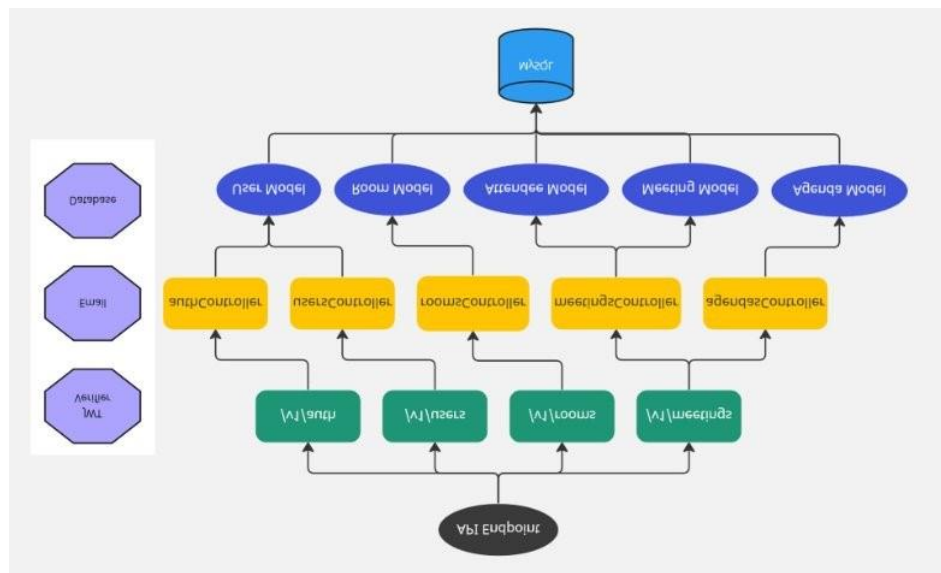 API Endpoint
/v1/auth
/v1/users
/v1/rooms
/v1/meetings
JWT
Verifier
authController
usersController
roomsController
meetingsController
agendasController
Email
User Model
Room Model
Attendee Model
Meeting Model
Agenda Model
Database
MySQL